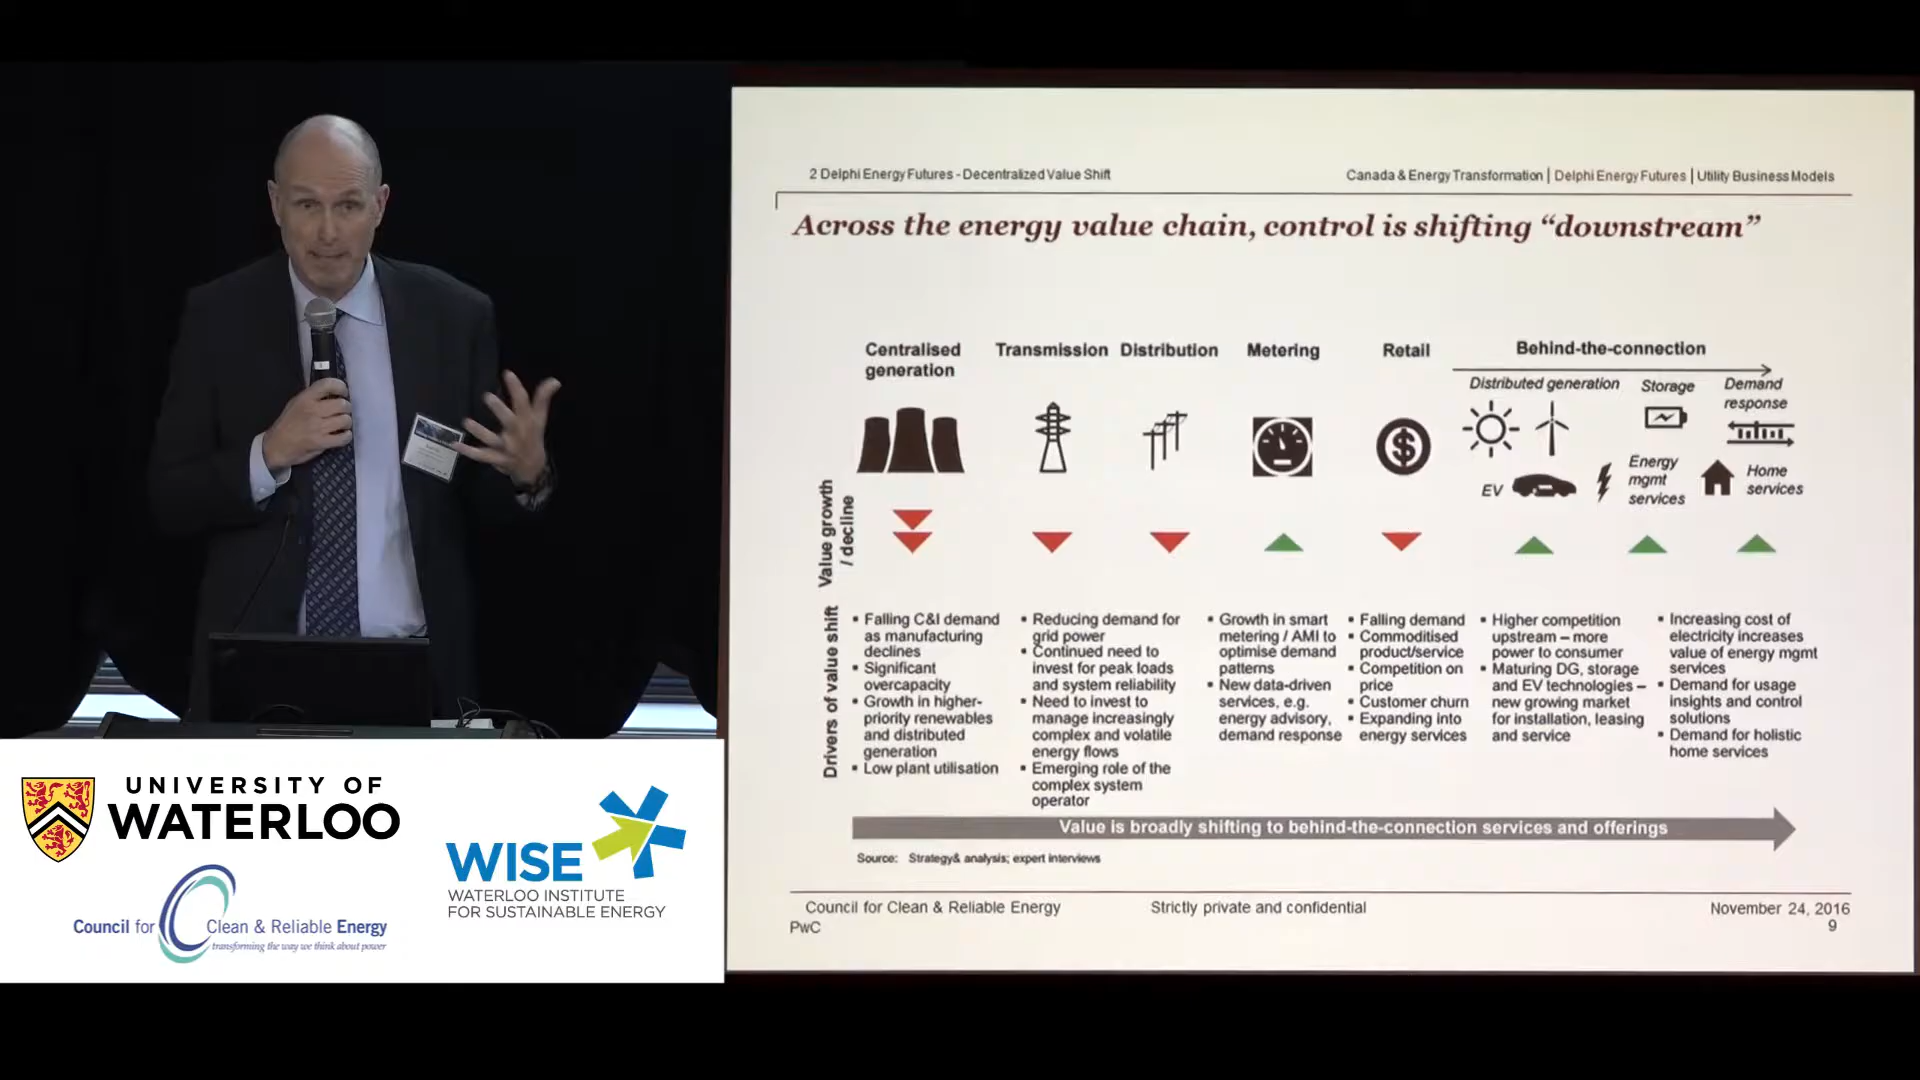 2 Delphi Energy Futures - Decentralized Value Shift
Canada & Energy Transformation | Delphi Energy Futures | Utility Business Models
Across the energy value chain, control is shifting “downstream”
Centralised
generation
Transmission
Distribution
Metering
Retail
Behind-the-connection
Distributed generation
Storage
Demand
response
EV
Energy
mgmt
services
Home
services
Value growth
/ decline
Drivers of value shift
▪ Falling C&I demand
as manufacturing
declines
▪ Significant
overcapacity
▪ Growth in higher-
priority renewables
and distributed
generation
▪ Low plant utilisation
▪ Reducing demand for
grid power
▪ Continued need to
invest for peak loads
and system reliability
▪ Need to invest to
manage increasingly
complex and volatile
energy flows
▪ Emerging role of the
complex system
operator
▪ Growth in smart
metering / AMI to
optimise demand
patterns
▪ New data-driven
services, e.g.
energy advisory,
demand response
▪ Falling demand
▪ Commoditised
product/service
▪ Competition on
price
▪ Customer churn
▪ Expanding into
energy services
▪ Higher competition
upstream – more
power to consumer
▪ Maturing DG, storage
and EV technologies –
new growing market
for installation, leasing
and service
▪ Increasing cost of
electricity increases
value of energy mgmt
services
▪ Demand for usage
insights and control
solutions
▪ Demand for holistic
home services
Value is broadly shifting to behind-the-connection services and offerings
Source: Strategy& analysis; expert interviews
Council for Clean & Reliable Energy
Strictly private and confidential
November 24, 2016
PwC
9
UNIVERSITY OF
WATERLOO
WISE
WATERLOO INSTITUTE
FOR SUSTAINABLE ENERGY
Council for Clean & Reliable Energy
transforming the way we think about power